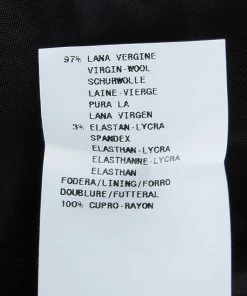 97% LANA VERGINE
VIRGIN-WOOL
SCHURWOLLE
LAINE-VIERGE
PURA LA
LANA VIRGEN
3% ELASTAN-LYCRA
SPANDEX
ELASTHAN-LYCRA
ELASTHANNE-LYCRA
ELASTHAN
FODERA/LINING/FORRO
DOUBLURE/FUTTERAL
100% CUPRO-RAYON